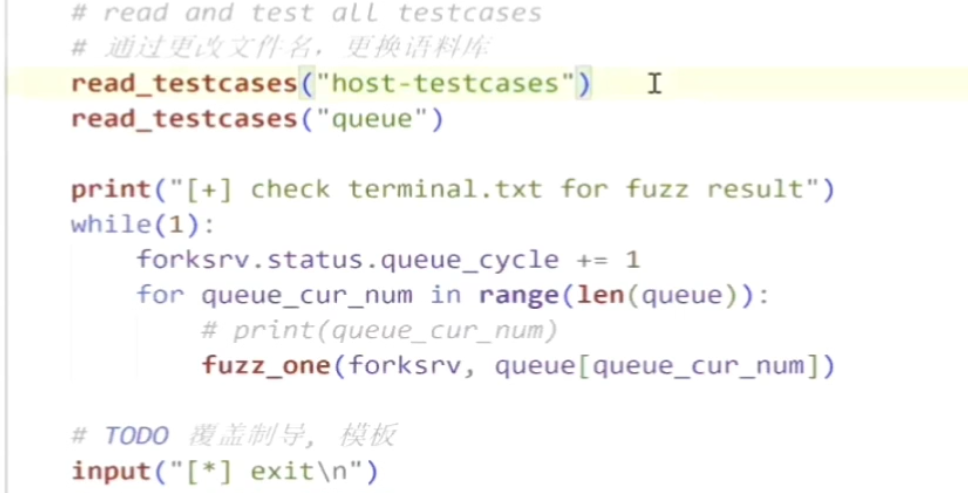 # read and test all testcases
# 通过更改文件名，更换语料库
read_testcases("host-testcases")
read_testcases("queue")
print("[+] check terminal.txt for fuzz result")
while(1):
forksrv.status.queue_cycle += 1
for queue_cur_num in range(len(queue)):
# print(queue_cur_num)
fuzz_one(forksrv, queue[queue_cur_num])
# TODO 覆盖制导, 模板
input("[*] exit\n")